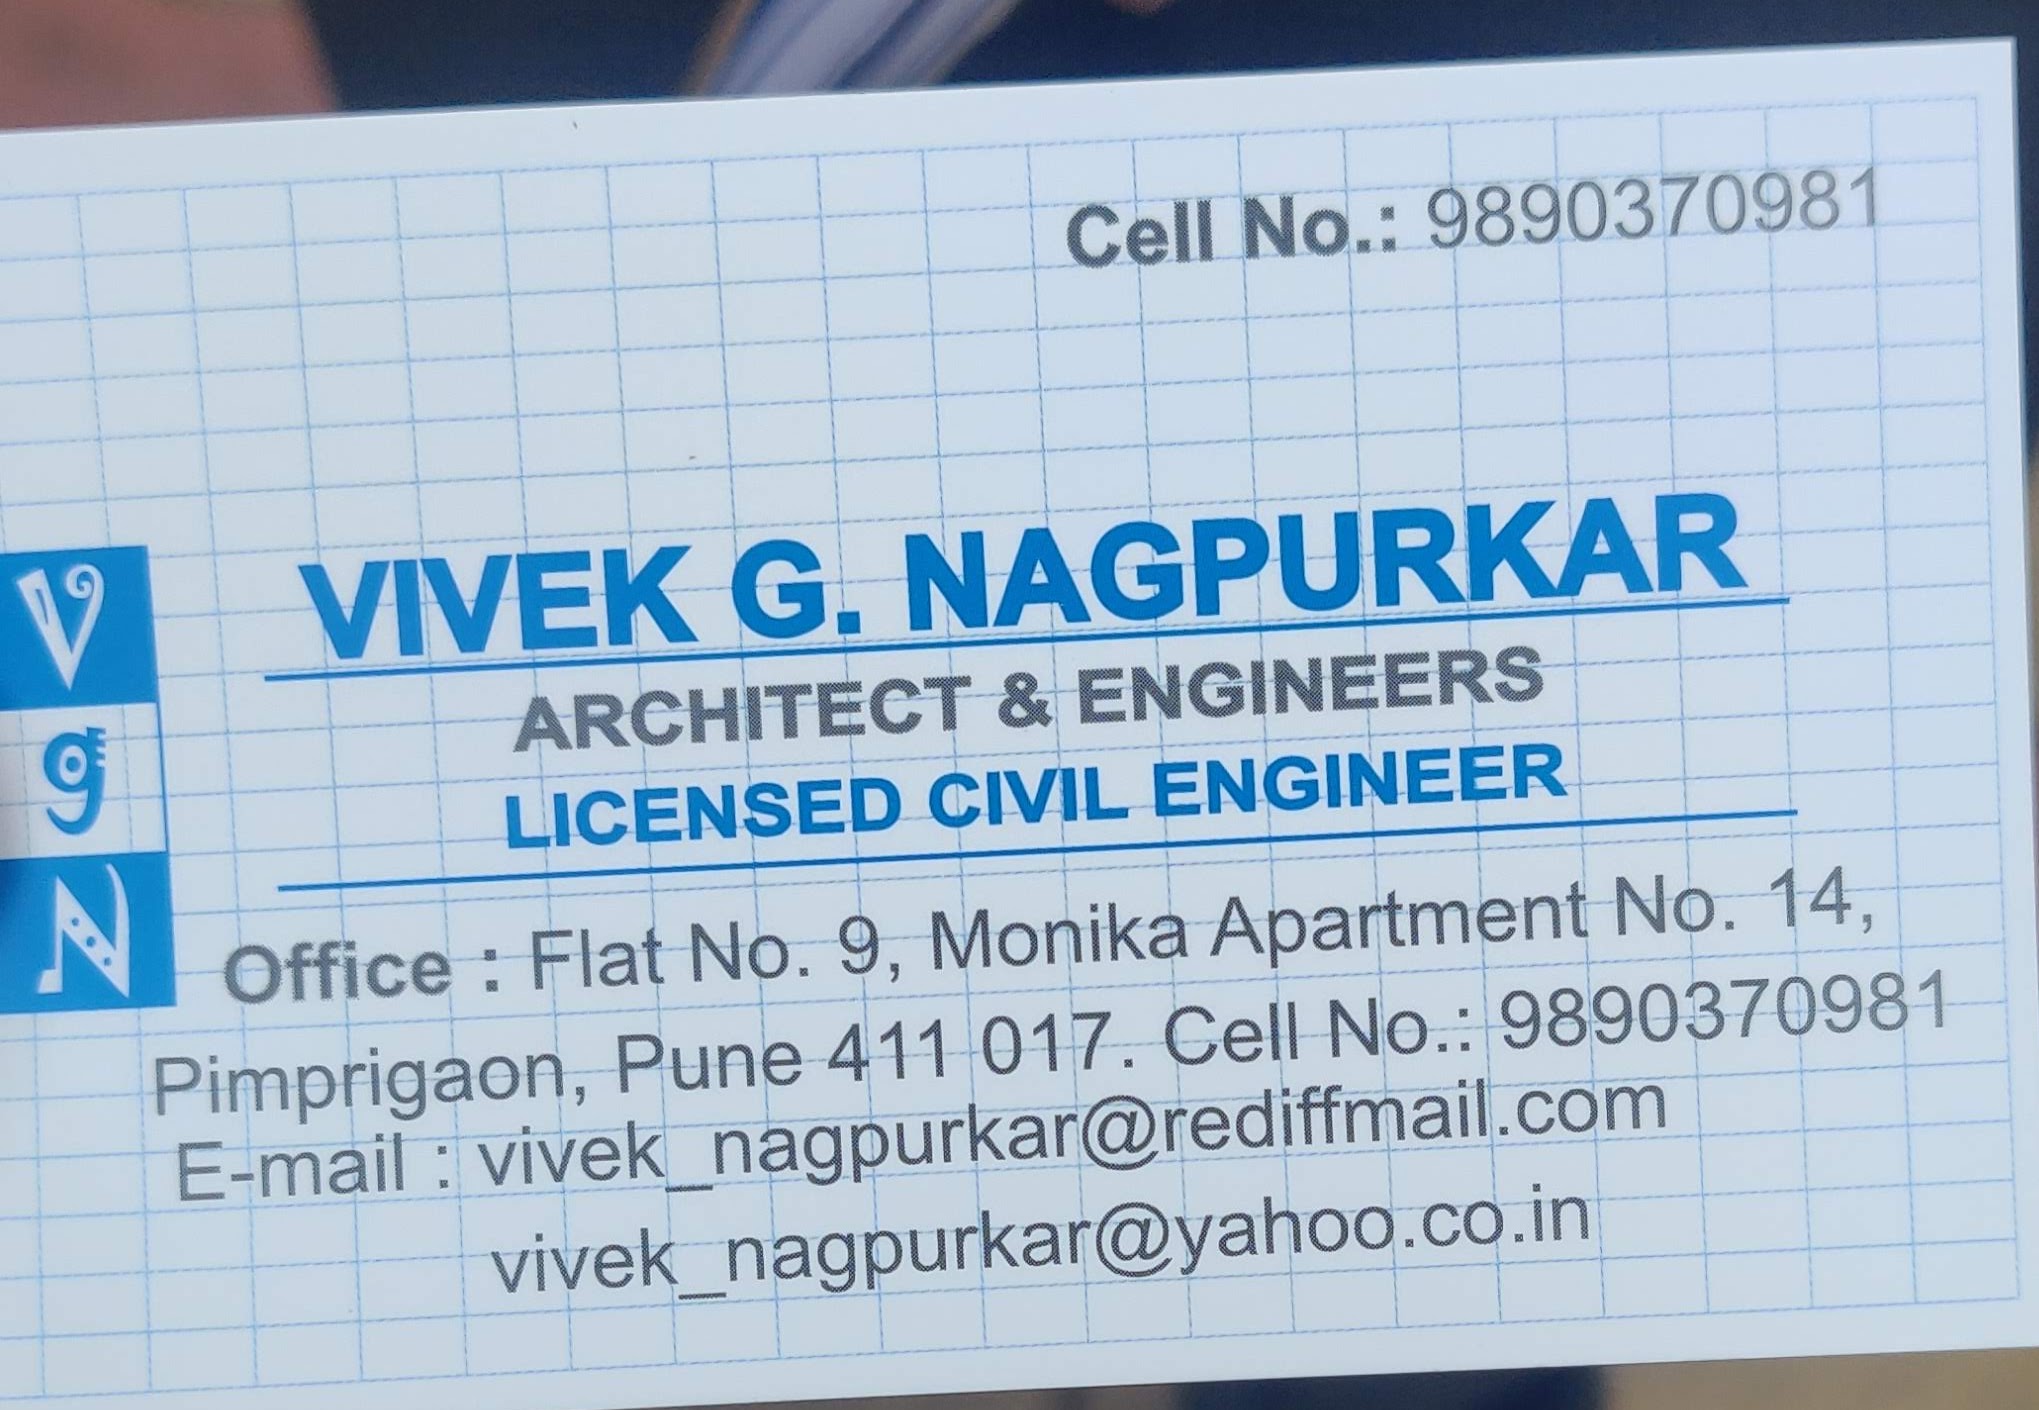 Cell No.: 9890370981
VIVEK G. NAGPURKAR
ARCHITECT & ENGINEERS
LICENSED CIVIL ENGINEER
V
g
N
Office : Flat No. 9, Monika Apartment No. 14,
Pimprigaon, Pune 411 017. Cell No.: 9890370981
E-mail : vivek_nagpurkar@rediffmail.com
vivek_nagpurkar@yahoo.co.in